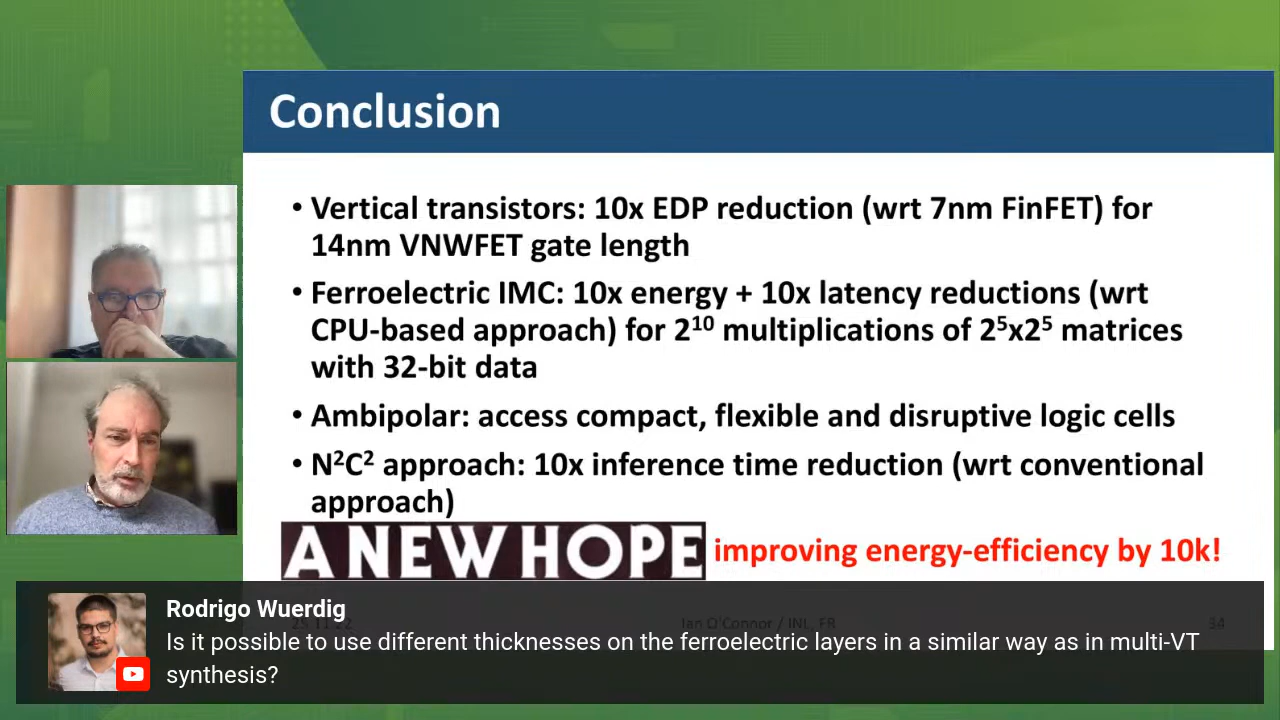 Conclusion
• Vertical transistors: 10x EDP reduction (wrt 7nm FinFET) for
14nm VNWFET gate length
• Ferroelectric IMC: 10x energy + 10x latency reductions (wrt
CPU-based approach) for 2¹⁰ multiplications of 2⁵x2⁵ matrices
with 32-bit data
• Ambipolar: access compact, flexible and disruptive logic cells
• N²C² approach: 10x inference time reduction (wrt conventional
approach)
A NEW HOPE improving energy-efficiency by 10k!
Rodrigo Wuerdig
Ian O'Connor / INL, FR
Is it possible to use different thicknesses on the ferroelectric layers in a similar way as in multi-VT
synthesis?